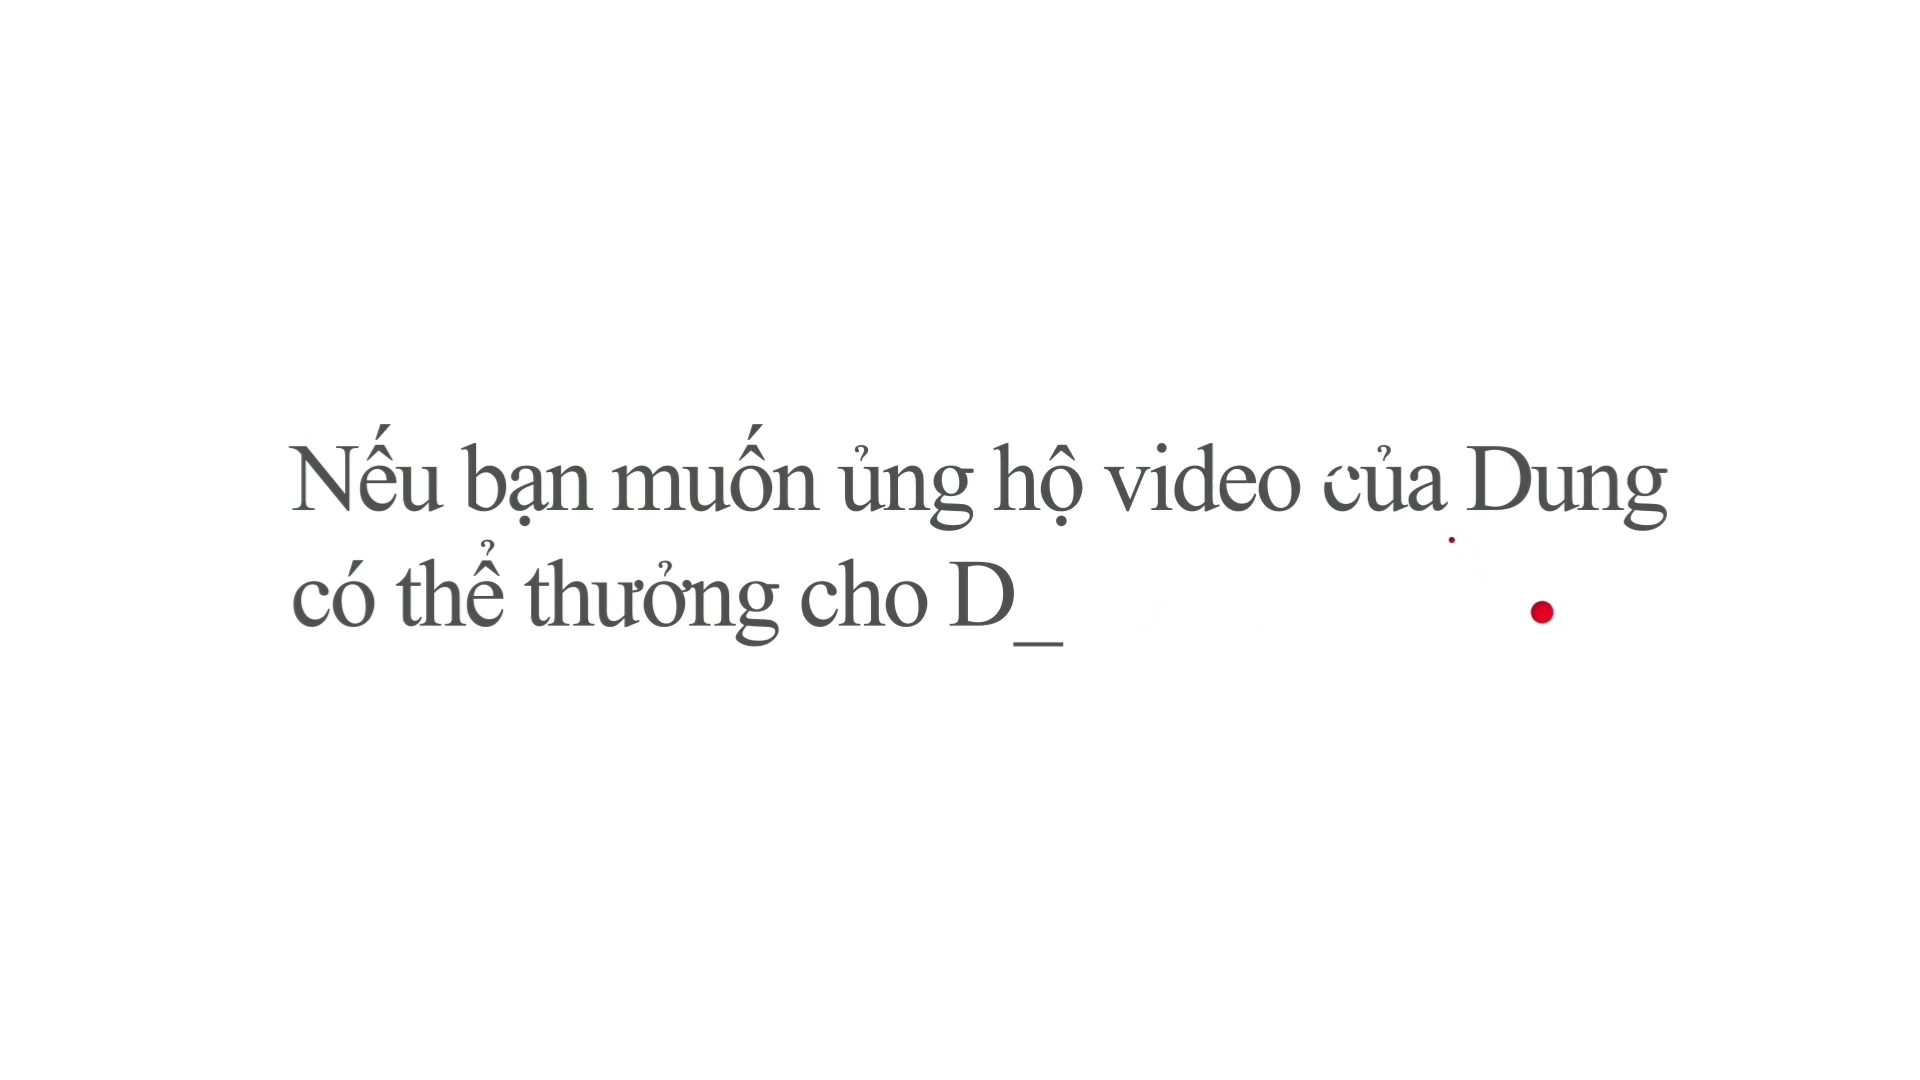 Nếu bạn muốn ủng hộ video của Dung
có thể thưởng cho D_